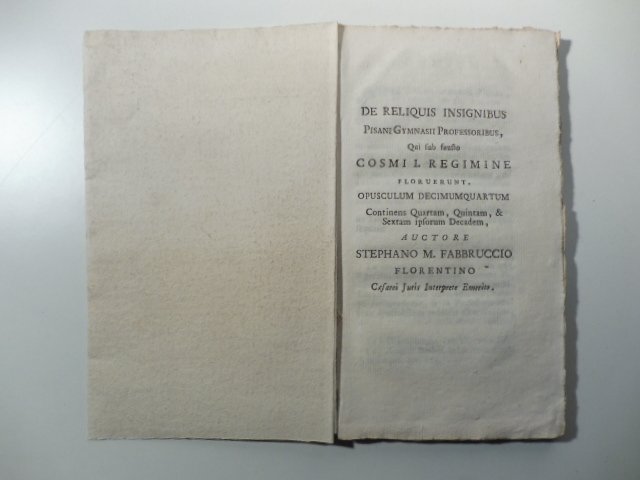 DE RELIQUIS INSIGNIBUS
PISANI GYMNASII PROFESSORIBUS,
Qui sub fausto
COSMI I. REGIMINE
FLORUERUNT.
OPUSCULUM DECIMUMQUARTUM
Continens Quartam, Quintam, &
Sextam ipsorum Decadem,
AUCTORE
STEPHANO M. FABBRUCCIO
FLORENTINO
Cæsarei Juris Interprete Emerito.